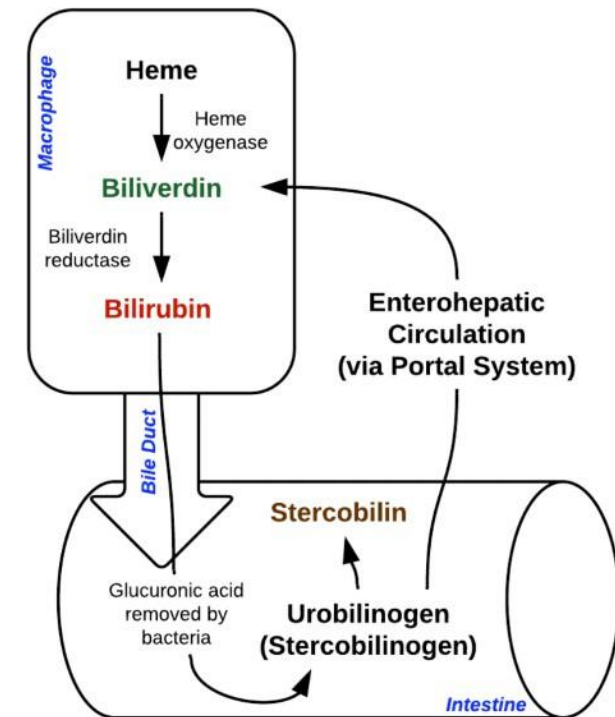 Macrophage
Heme
Heme
oxygenase
Biliverdin
Biliverdin
reductase
Bilirubin
Enterohepatic
Circulation
(via Portal System)
Bile Duct
Stercobilin
Glucuronic acid
removed by
bacteria
Urobilinogen
(Stercobilinogen)
Intestine